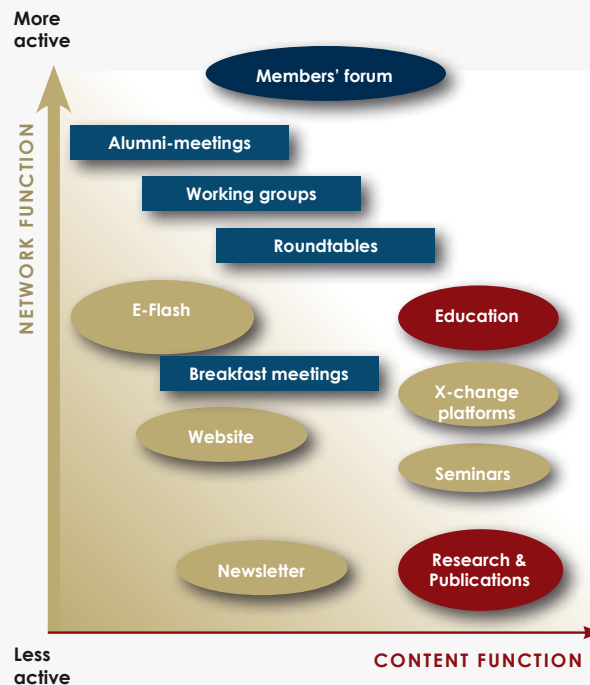 More
active
Members’ forum
NETWORK FUNCTION
Alumni-meetings
Working groups
Roundtables
E-Flash
Education
Breakfast meetings
X-change
platforms
Website
Seminars
Newsletter
Research &
Publications
Less
active
CONTENT FUNCTION